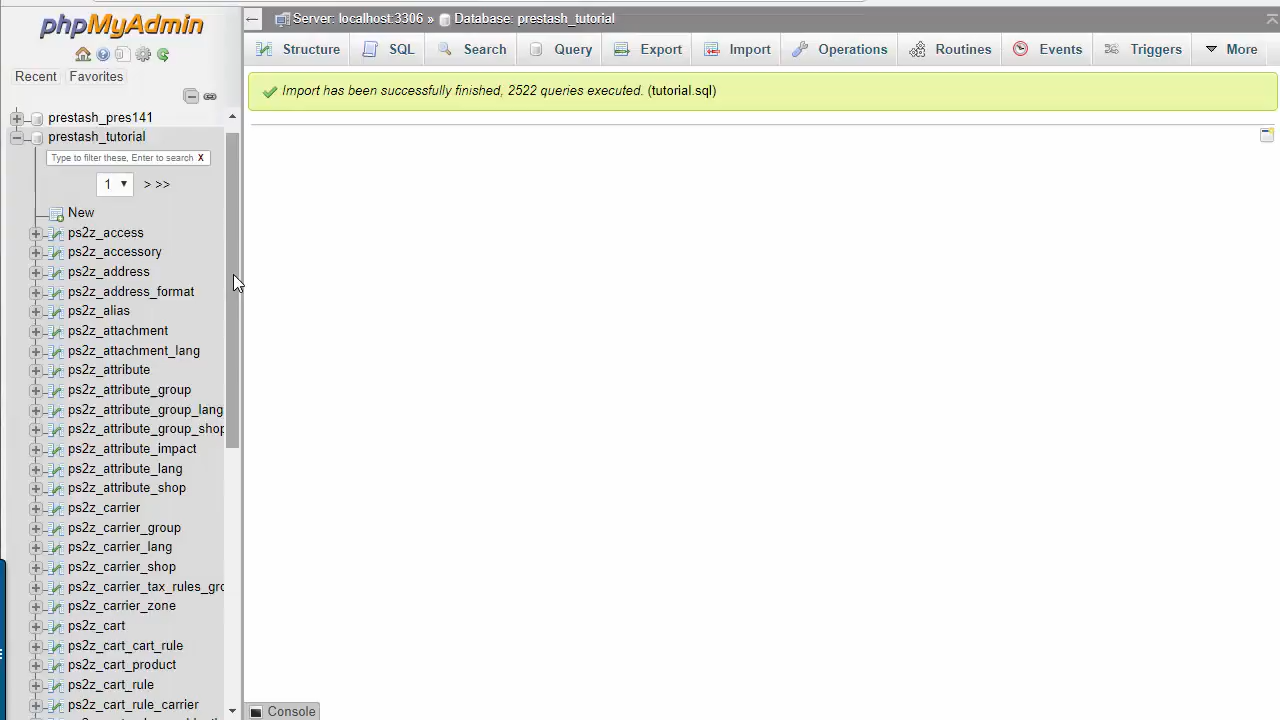 phpMyAdmin
Recent Favorites
prestash_pres141
prestash_tutorial
Type to filter these, Enter to search X
1 > >>
New
ps2z_access
ps2z_accessory
ps2z_address
ps2z_address_format
ps2z_alias
ps2z_attachment
ps2z_attachment_lang
ps2z_attribute
ps2z_attribute_group
ps2z_attribute_group_lang
ps2z_attribute_group_shop
ps2z_attribute_impact
ps2z_attribute_lang
ps2z_attribute_shop
ps2z_carrier
ps2z_carrier_group
ps2z_carrier_lang
ps2z_carrier_shop
ps2z_carrier_tax_rules_gro
ps2z_carrier_zone
ps2z_cart
ps2z_cart_cart_rule
ps2z_cart_product
ps2z_cart_rule
ps2z_cart_rule_carrier
Server: localhost:3306 » Database: prestash_tutorial
Structure SQL Search Query Export Import Operations Routines Events Triggers More
Import has been successfully finished, 2522 queries executed. (tutorial.sql)
Console